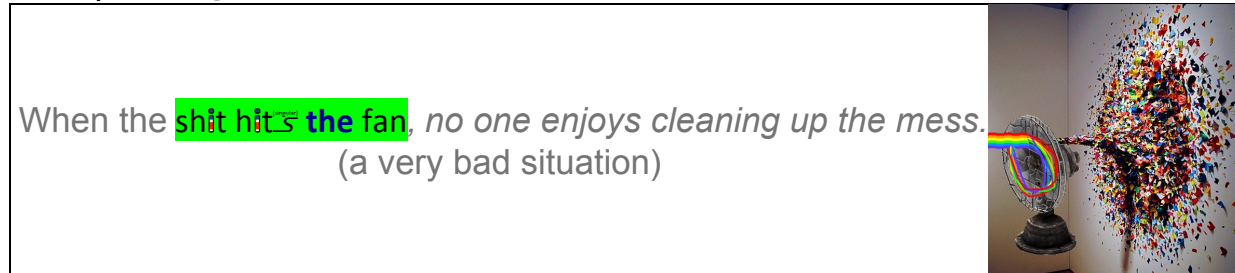 When the shit hits the fan, no one enjoys cleaning up the mess.
(a very bad situation)